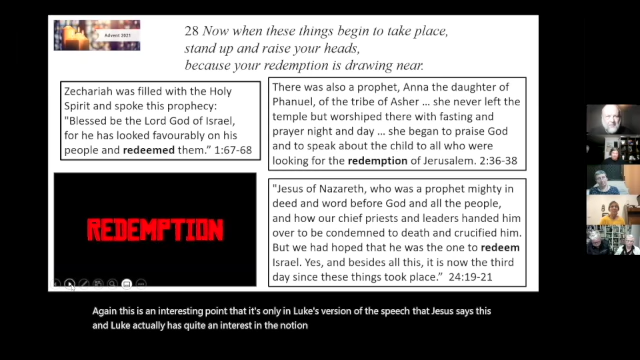 Advent 2021
28 Now when these things begin to take place,
stand up and raise your heads,
because your redemption is drawing near.
Zechariah was filled with the Holy
Spirit and spoke this prophecy:
"Blessed be the Lord God of Israel,
for he has looked favourably on his
people and redeemed them." 1:67-68
There was also a prophet, Anna the daughter of
Phanuel, of the tribe of Asher ... she never left the
temple but worshiped there with fasting and
prayer night and day ... she began to praise God
and to speak about the child to all who were
looking for the redemption of Jerusalem. 2:36-38
REDEMPTION
"Jesus of Nazareth, who was a prophet mighty in
deed and word before God and all the people,
and how our chief priests and leaders handed him
over to be condemned to death and crucified him.
But we had hoped that he was the one to redeem
Israel. Yes, and besides all this, it is now the third
day since these things took place." 24:19-21
Again this is an interesting point that it's only in Luke's version of the speech that Jesus says this
and Luke actually has quite an interest in the notion